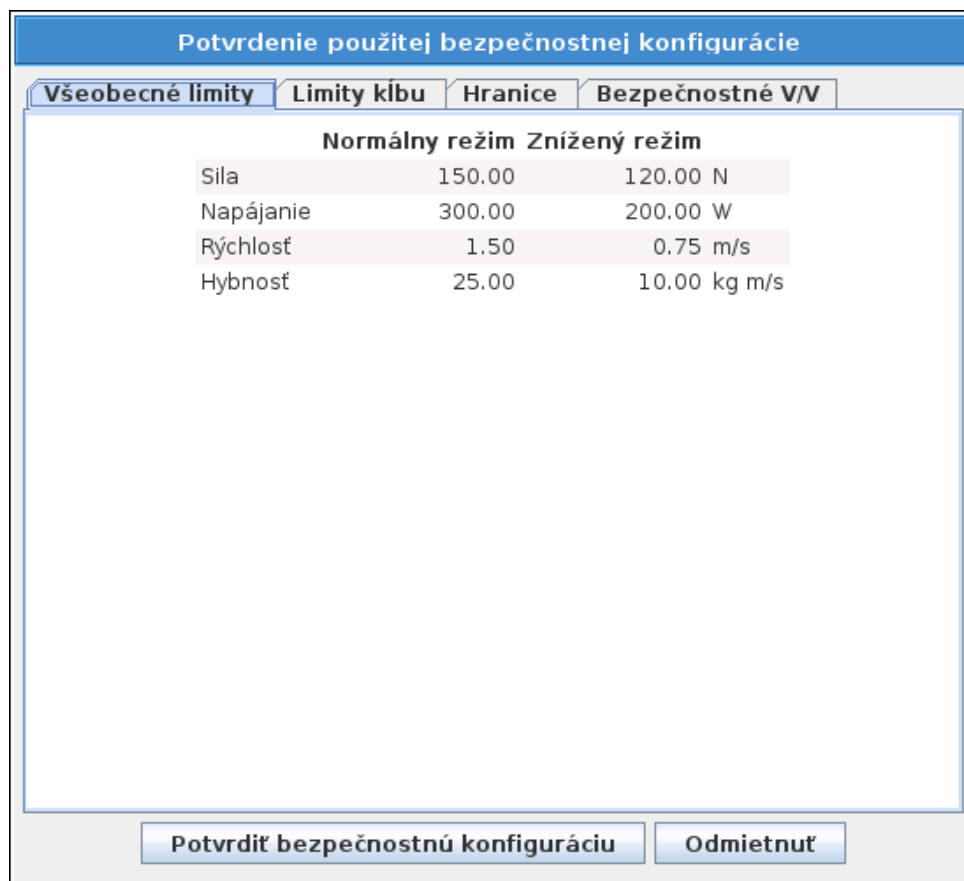 Potvrdenie použitej bezpečnostnej konfigurácie
Všeobecné limity Limity kĺbu Hranice Bezpečnostné V/V
Normálny režim Znížený režim
Sila 150.00 120.00 N
Napájanie 300.00 200.00 W
Rýchlosť 1.50 0.75 m/s
Hybnosť 25.00 10.00 kg m/s
Potvrdiť bezpečnostnú konfiguráciu Odmietnuť